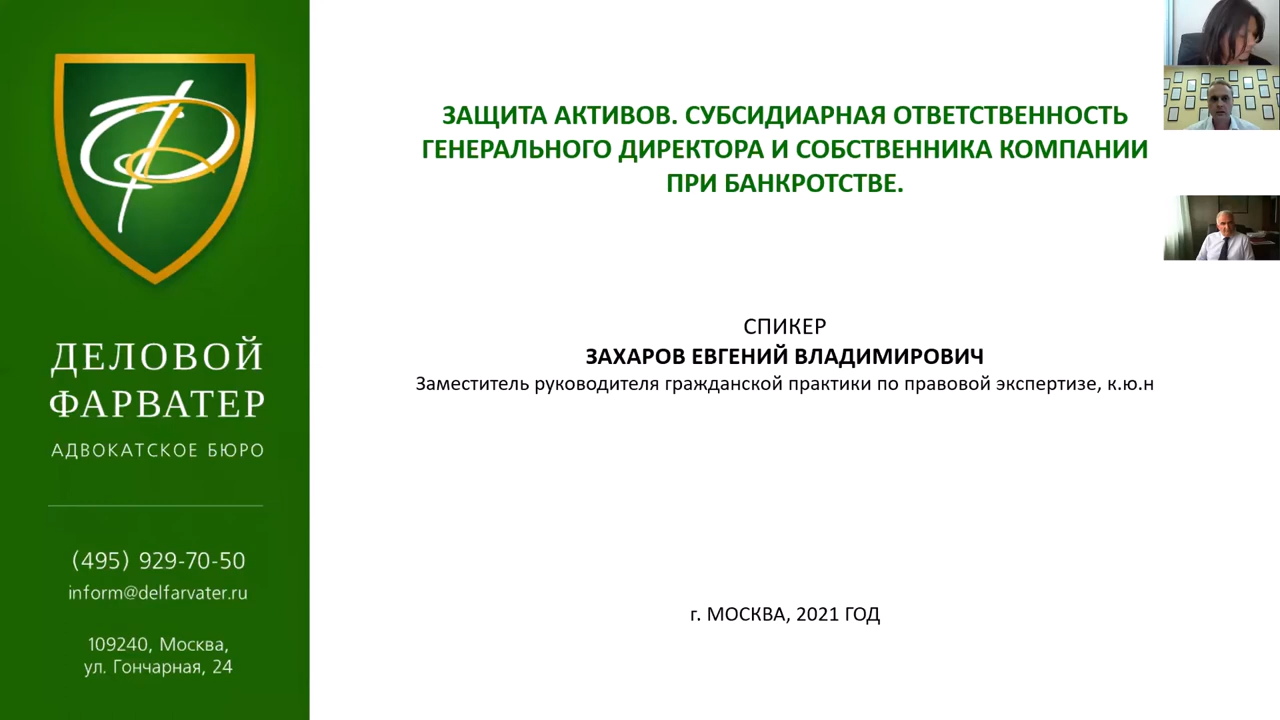 ДЕЛОВОЙ
ФАРВАТЕР
АДВОКАТСКОЕ БЮРО
(495) 929-70-50
inform@delfarvater.ru
109240, Москва,
ул. Гончарная, 24
ЗАЩИТА АКТИВОВ. СУБСИДИАРНАЯ ОТВЕТСТВЕННОСТЬ
ГЕНЕРАЛЬНОГО ДИРЕКТОРА И СОБСТВЕННИКА КОМПАНИИ
ПРИ БАНКРОТСТВЕ.
СПИКЕР
ЗАХАРОВ ЕВГЕНИЙ ВЛАДИМИРОВИЧ
Заместитель руководителя гражданской практики по правовой экспертизе, к.ю.н
г. МОСКВА, 2021 ГОД